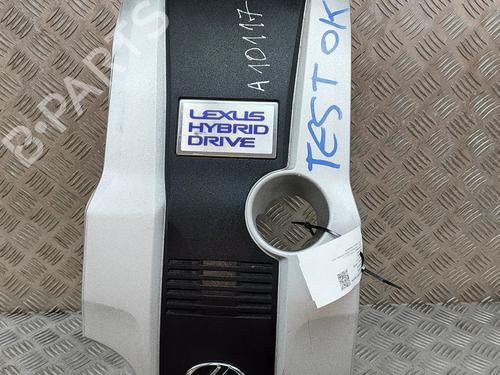 B-PARTS
A10117
TEST OK
LEXUS
HYBRID
DRIVE